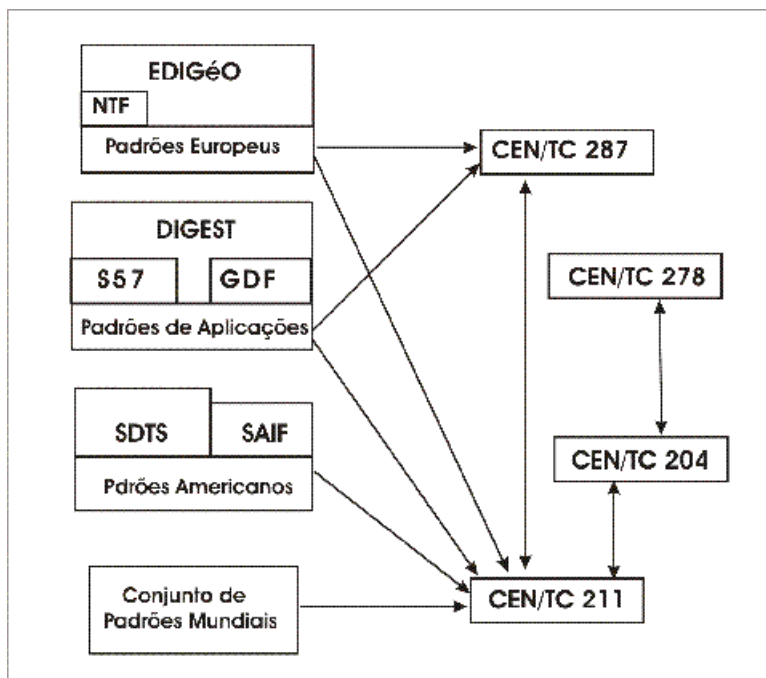 EDIGéO
NTF
Padrões Europeus
CEN/TC 287
DIGEST
S57 GDF
Padrões de Aplicações
CEN/TC 278
SDTS SAIF
Pdrões Americanos
CEN/TC 204
Conjunto de
Padrões Mundiais
CEN/TC 211